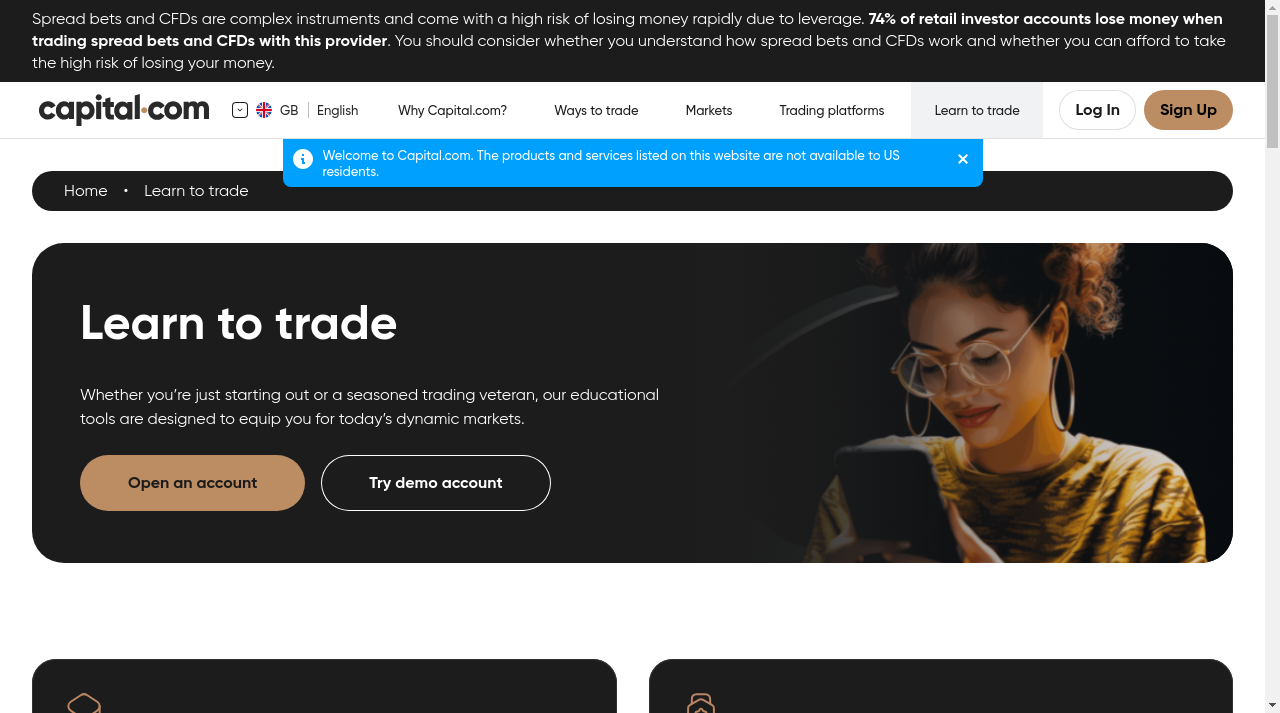 Spread bets and CFDs are complex instruments and come with a high risk of losing money rapidly due to leverage. 74% of retail investor accounts lose money when
trading spread bets and CFDs with this provider. You should consider whether you understand how spread bets and CFDs work and whether you can afford to take
the high risk of losing your money.
capital.com GB English Why Capital.com? Ways to trade Markets Trading platforms Learn to trade Log In Sign Up
Welcome to Capital.com. The products and services listed on this website are not available to US
residents.
Home • Learn to trade
Learn to trade
Whether you’re just starting out or a seasoned trading veteran, our educational
tools are designed to equip you for today’s dynamic markets.
Open an account Try demo account